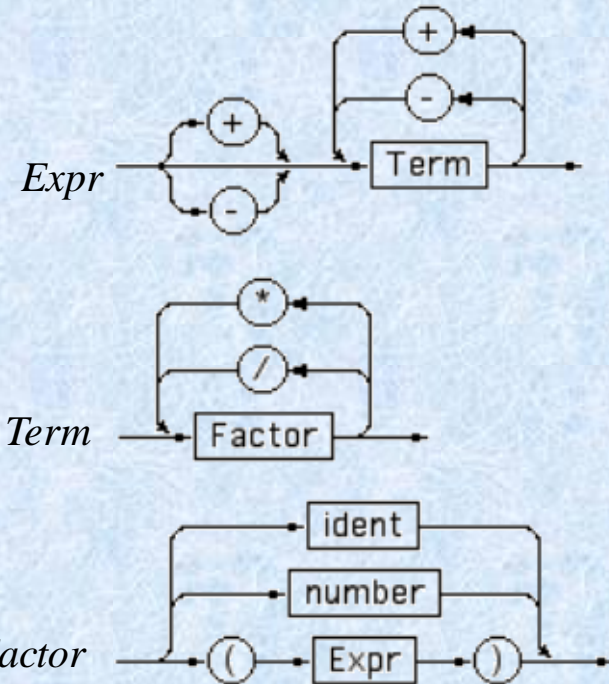 +
+
-
Expr
Term
-
*
/
Term
Factor
ident
number
actor
( Expr )